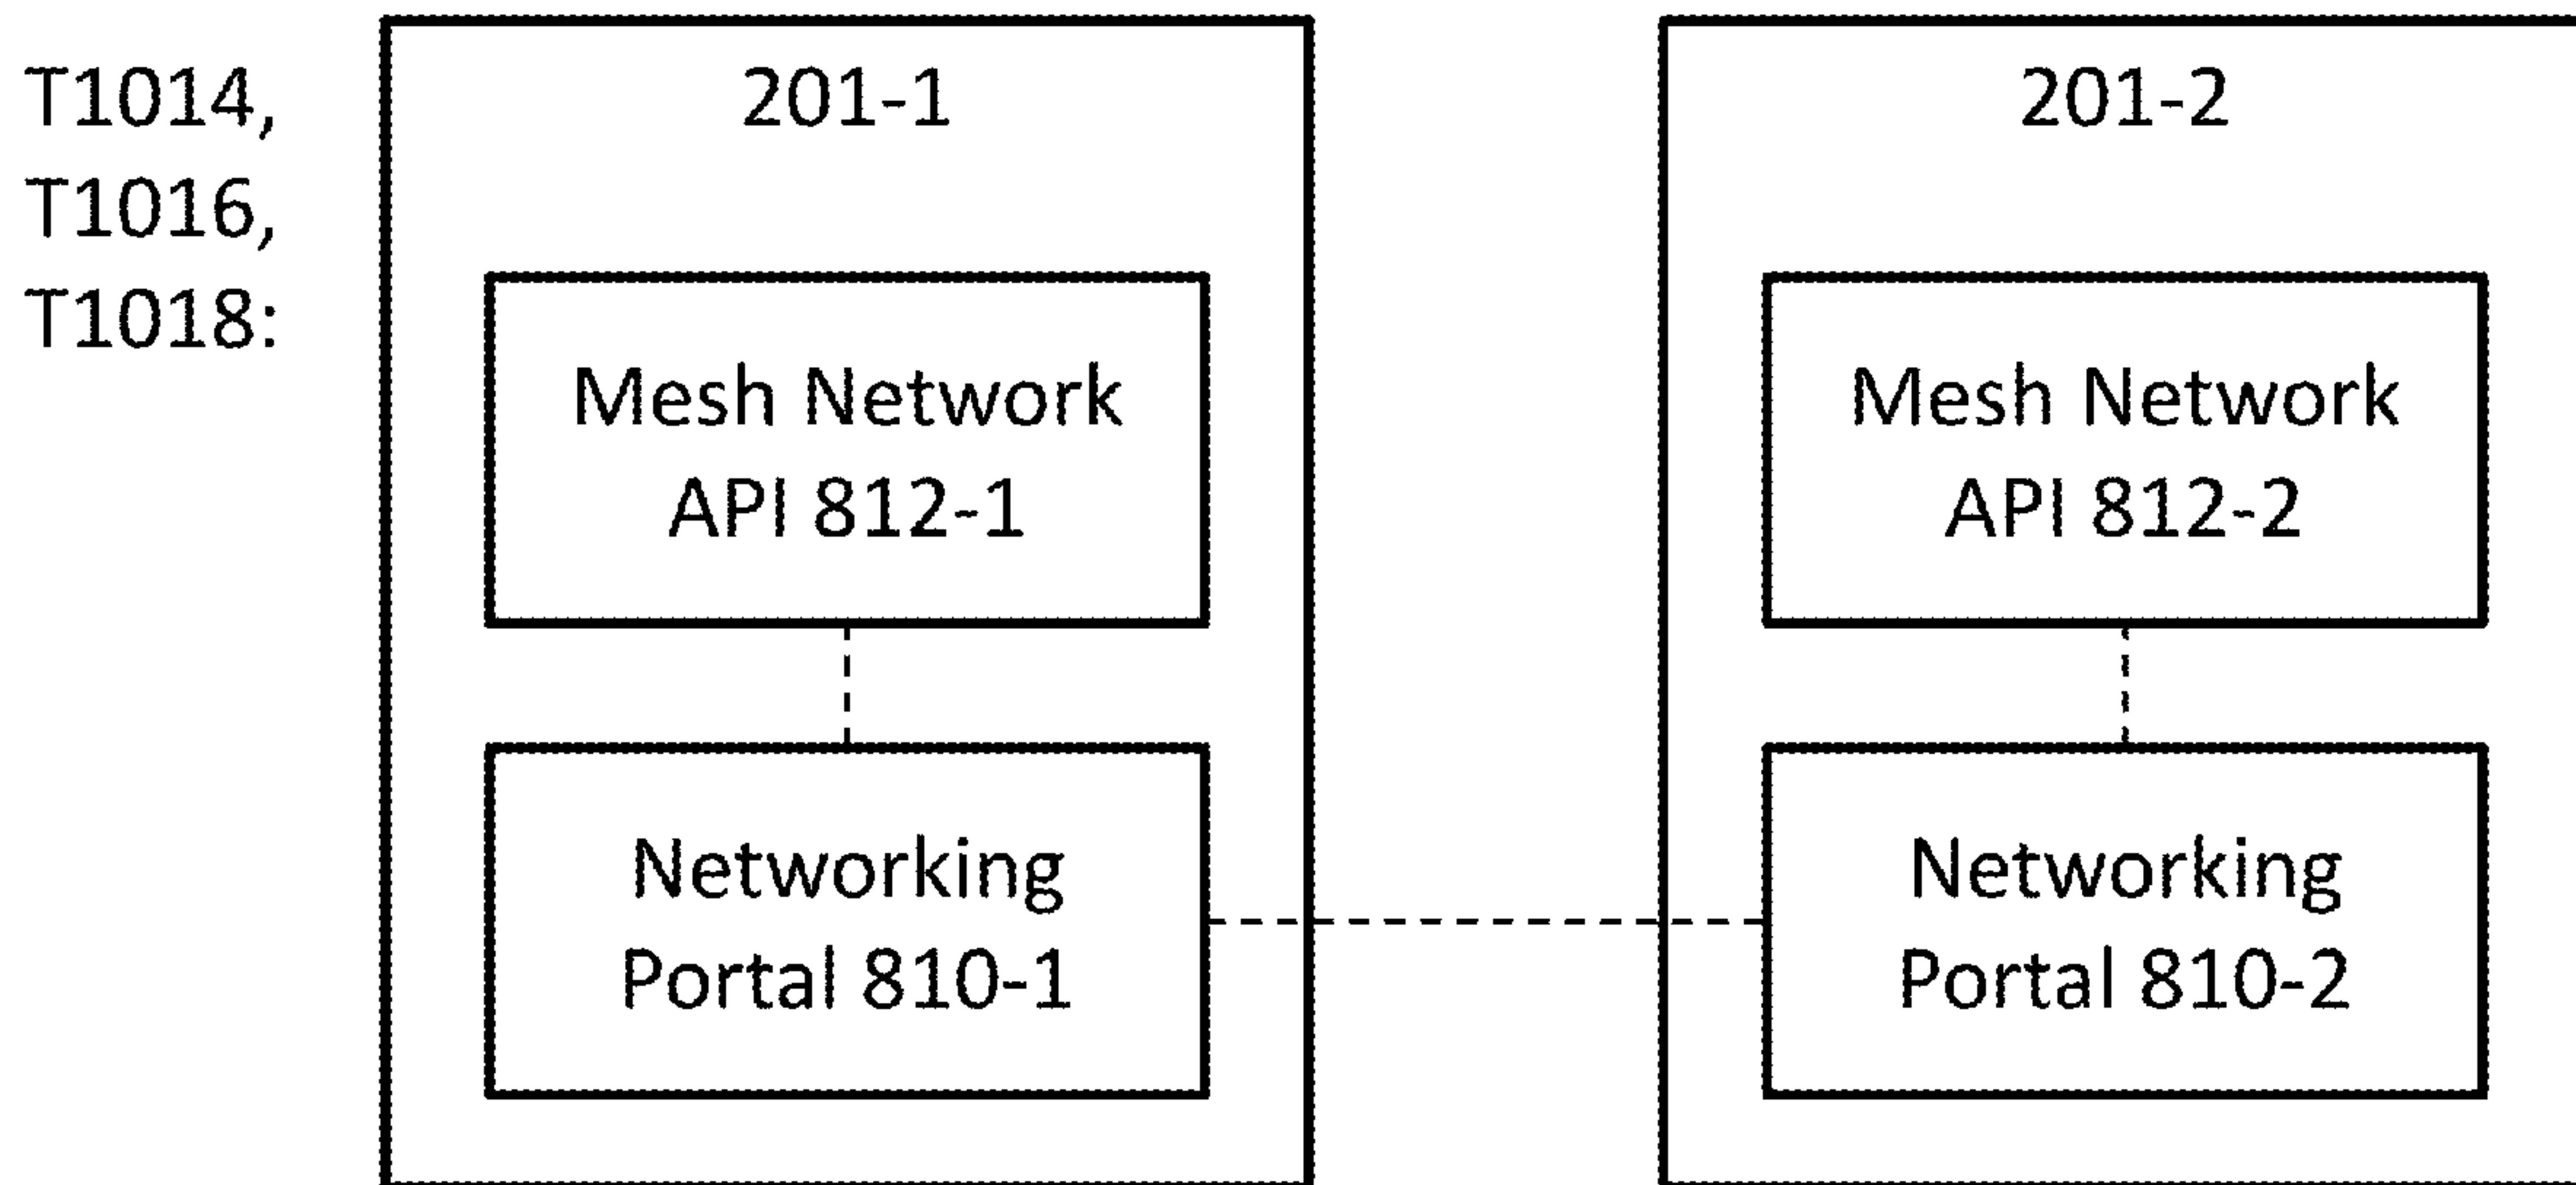 T1014,
T1016,
T1018:
201-1
Mesh Network
API 812-1
Networking
Portal 810-1
201-2
Mesh Network
API 812-2
Networking
Portal 810-2